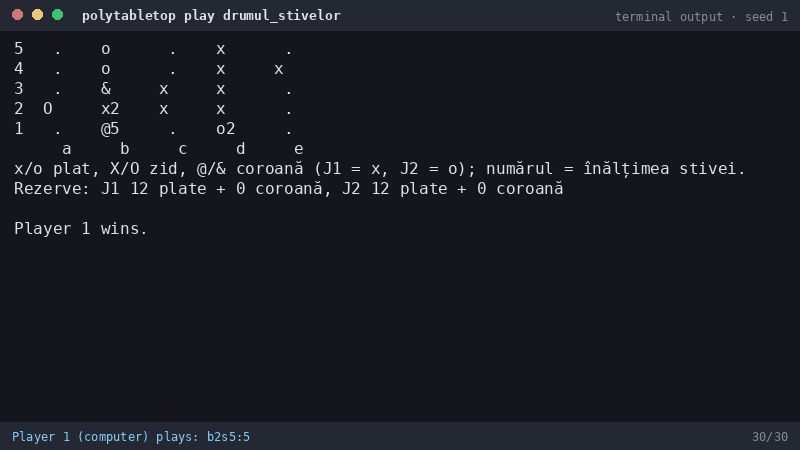 polytabletop play drumul_stivelor
terminal output · seed 1
5 . o . x .
4 . o . x x
3 . & x x .
2 O x2 x x .
1 . @5 . o2 .
a b c d e
x/o plat, X/O zid, @/& coroană (J1 = x, J2 = o); numărul = înălțimea stivei.
Rezerve: J1 12 plate + 0 coroană, J2 12 plate + 0 coroană
Player 1 wins.
Player 1 (computer) plays: b2s5:5
30/30